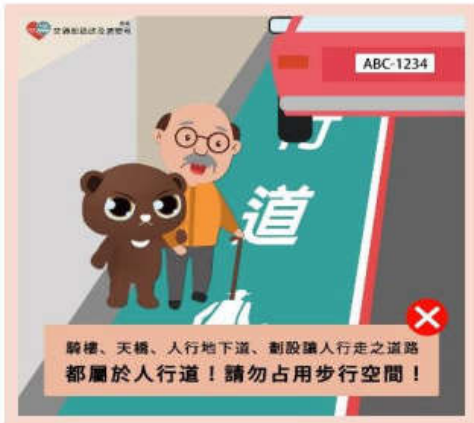 ABC-1234
行
道
騎樓、天橋、人行地下道、劃設讓人行走之道路
都屬於人行道！請勿占用步行空間！